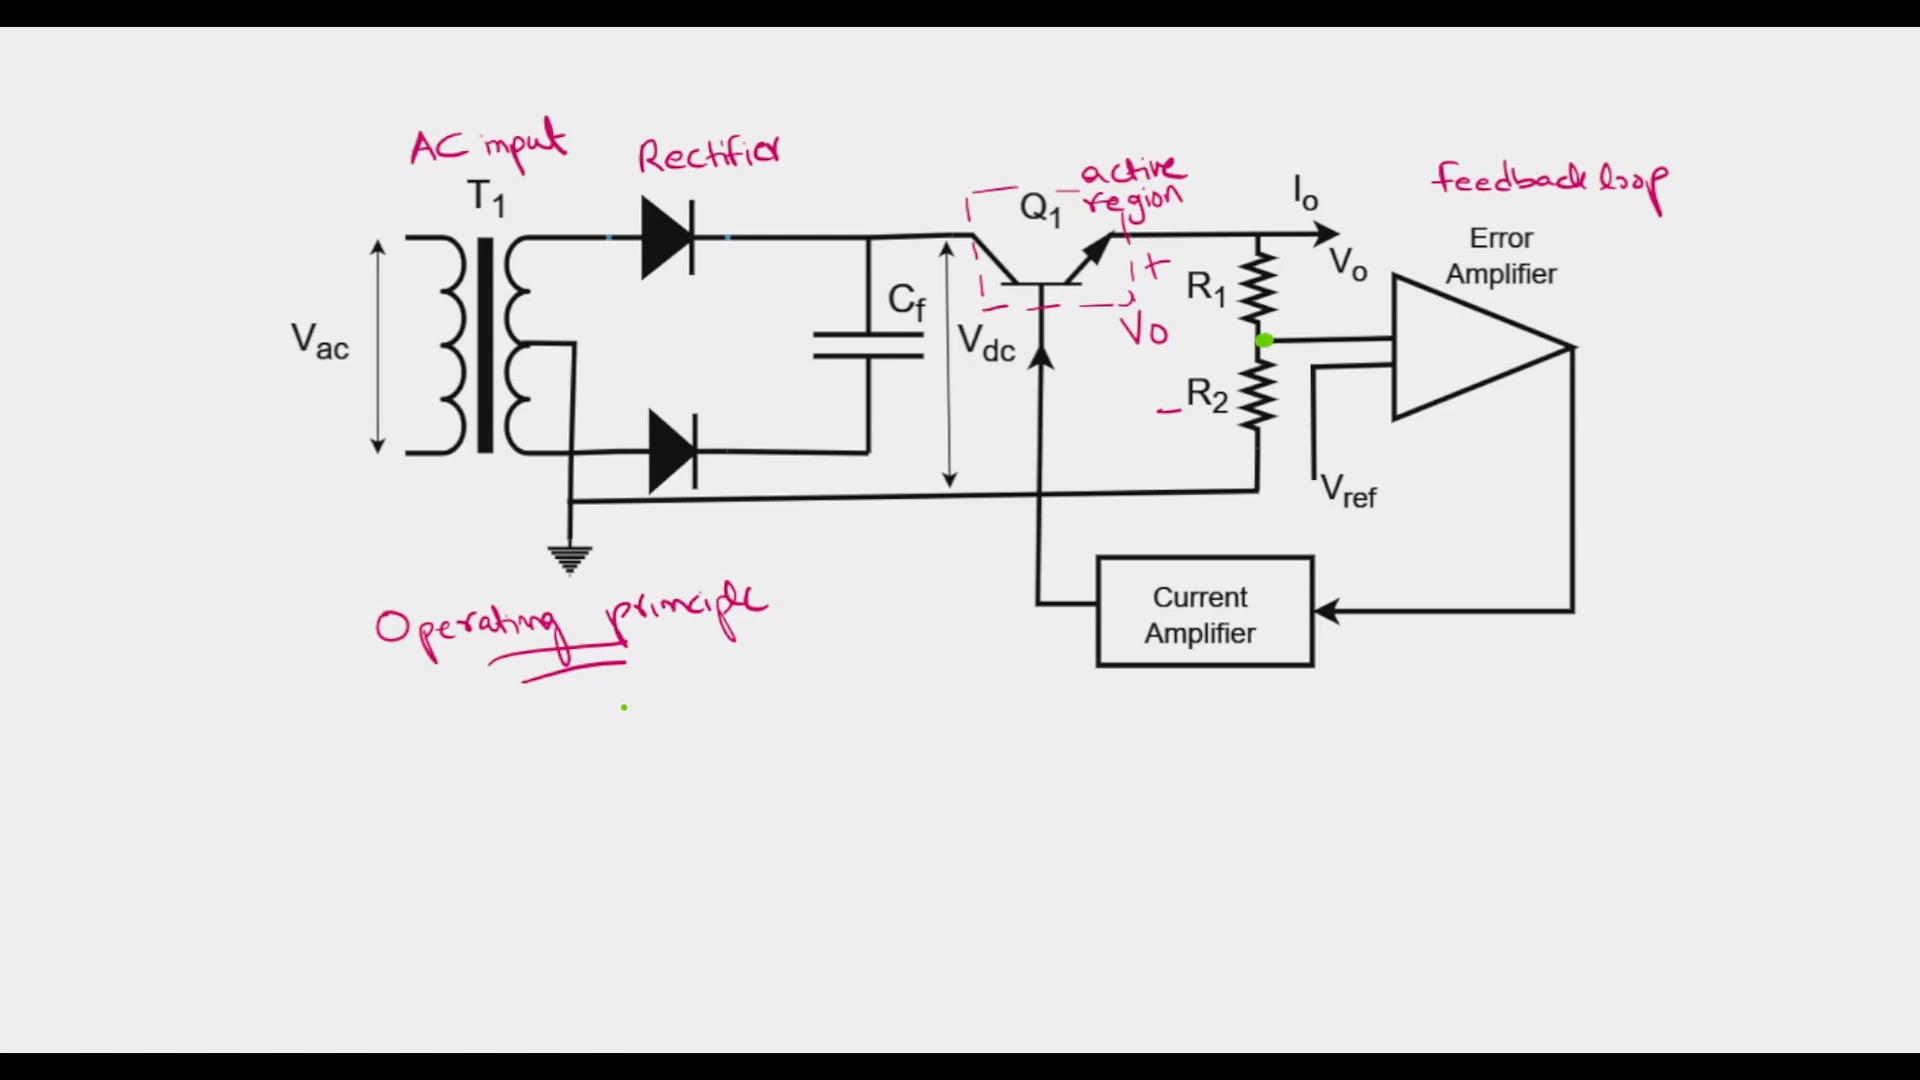 AC input
Rectifier
active
region
feedback loop
T1
Q1
Io
Vo
Error
Amplifier
Vac
Cf
Vdc
+
Vo
-
R1
R2
Vref
Operating principle
Current
Amplifier